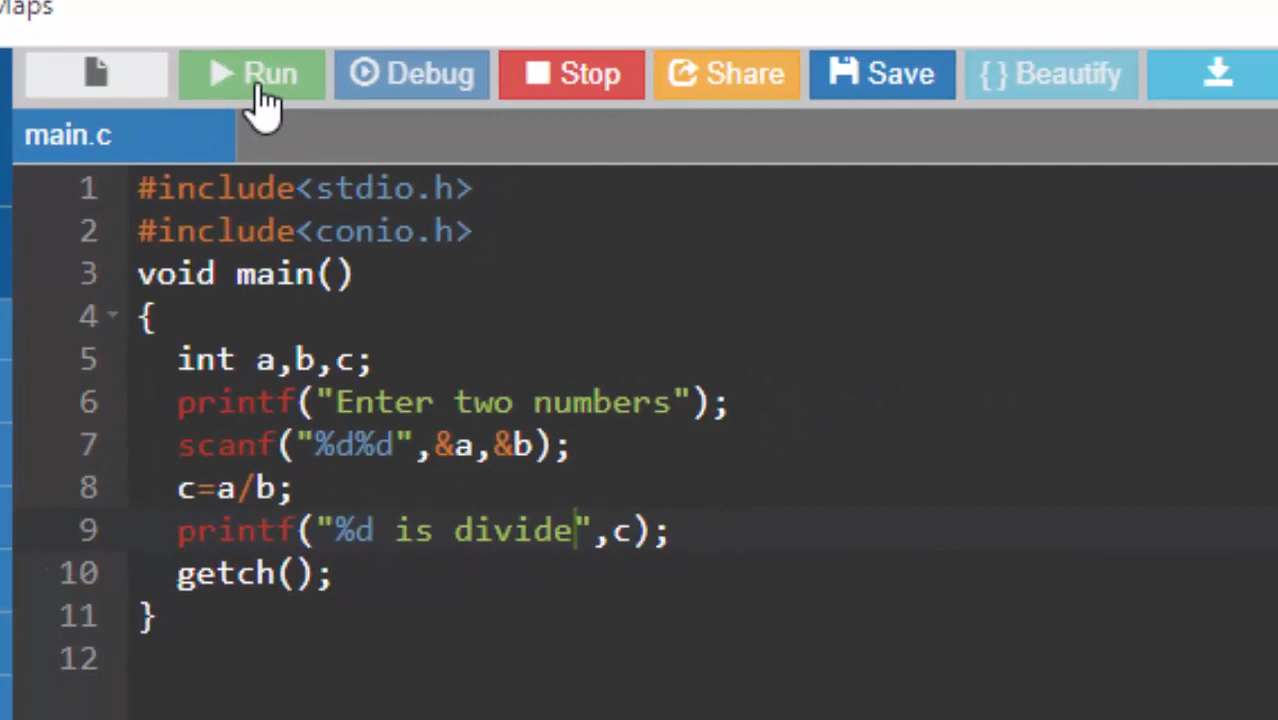 Maps
Run Debug Stop Share Save {} Beautify
main.c
1 #include<stdio.h>
2 #include<conio.h>
3 void main()
4 {
5 int a,b,c;
6 printf("Enter two numbers");
7 scanf("%d%d",&a,&b);
8 c=a/b;
9 printf("%d is divide",c);
10 getch();
11 }
12